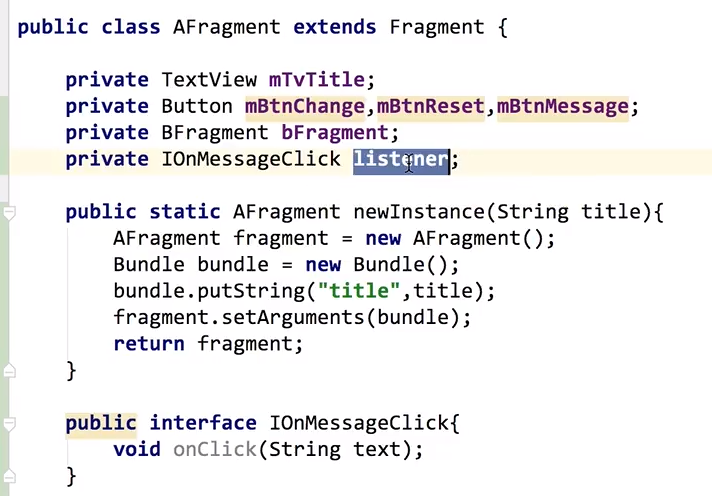 public class AFragment extends Fragment {
private TextView mTvTitle;
private Button mBtnChange,mBtnReset,mBtnMessage;
private BFragment bFragment;
private IOnMessageClick listener;
public static AFragment newInstance(String title){
AFragment fragment = new AFragment();
Bundle bundle = new Bundle();
bundle.putString("title",title);
fragment.setArguments(bundle);
return fragment;
}
public interface IOnMessageClick{
void onClick(String text);
}